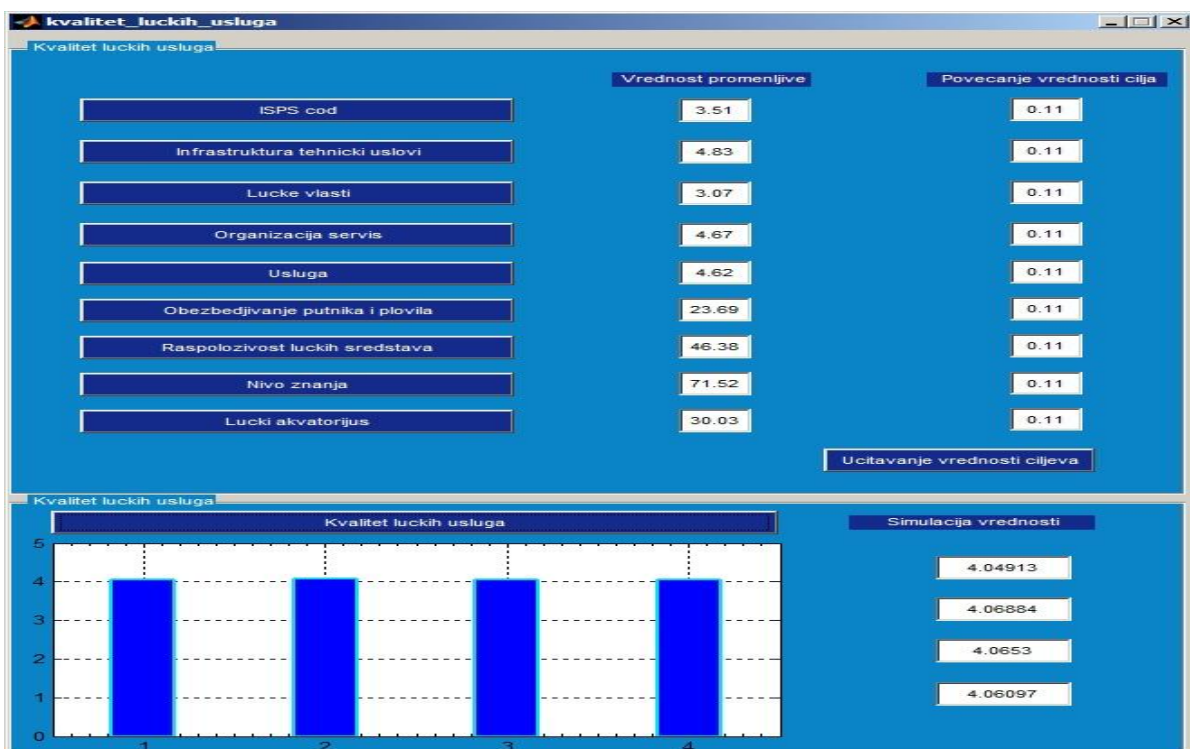 kvalitet_luckih_usluga
Kvalitet luckih usluga
Vrednost promenljive Povecanje vrednosti cilja
ISPS cod 3.51 0.11
Infrastruktura tehnicki uslovi 4.83 0.11
Lucke vlasti 3.07 0.11
Organizacija servis 4.67 0.11
Usluga 4.62 0.11
Obezbedjivanje putnika i plovila 23.69 0.11
Raspolozivost luckih sredstava 46.38 0.11
Nivo znanja 71.52 0.11
Lucki akvatorijus 30.03 0.11
Ucitavanje vrednosti ciljeva
Kvalitet luckih usluga
Kvalitet luckih usluga Simulacija vrednosti
5
4
3
2
1
0
1 2 3 4
4.04913
4.06884
4.0653
4.06097